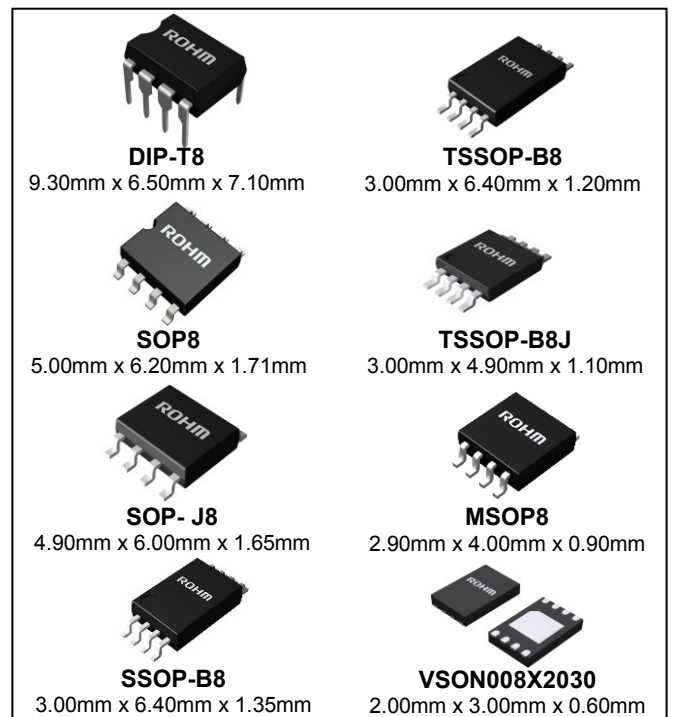 ROHM
DIP-T8
9.30mm x 6.50mm x 7.10mm
ROHM
TSSOP-B8
3.00mm x 6.40mm x 1.20mm
ROHM
SOP8
5.00mm x 6.20mm x 1.71mm
ROHM
TSSOP-B8J
3.00mm x 4.90mm x 1.10mm
ROHM
SOP- J8
4.90mm x 6.00mm x 1.65mm
ROHM
MSOP8
2.90mm x 4.00mm x 0.90mm
ROHM
SSOP-B8
3.00mm x 6.40mm x 1.35mm
ROHM
VSON008X2030
2.00mm x 3.00mm x 0.60mm